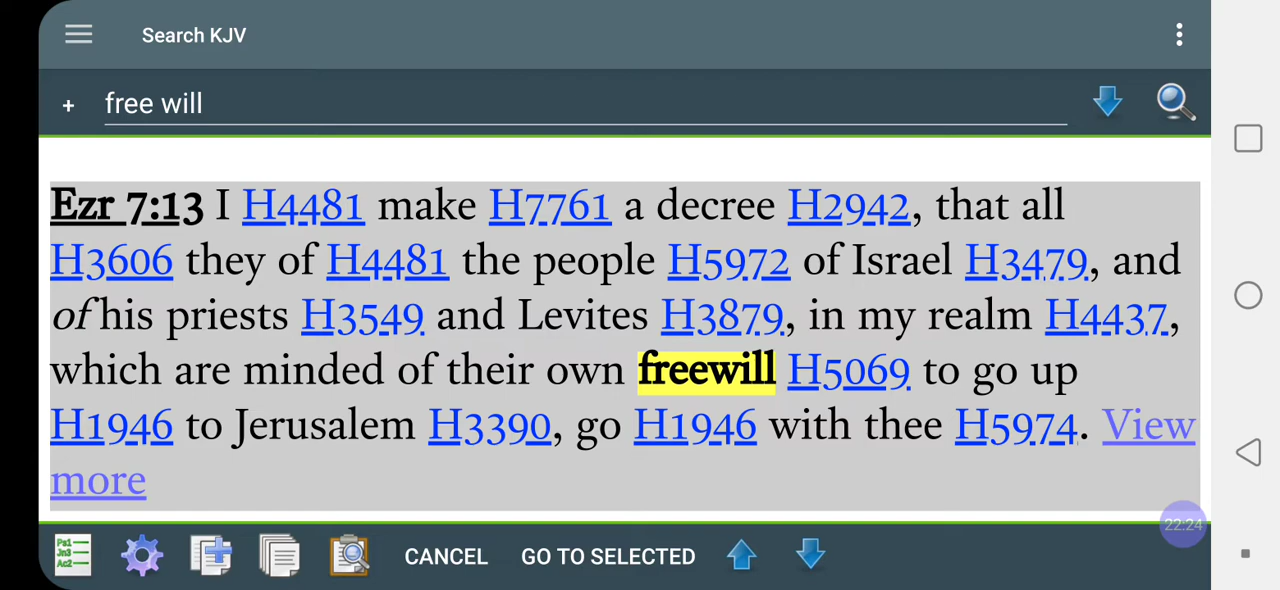 Search KJV
+ free will
Ezr 7:13 I H4481 make H7761 a decree H2942, that all
H3606 they of H4481 the people H5972 of Israel H3479, and
of his priests H3549 and Levites H3879, in my realm H4437,
which are minded of their own freewill H5069 to go up
H1946 to Jerusalem H3390, go H1946 with thee H5974. View
more
22:24
Ps1
Jn3
Ac2
CANCEL GO TO SELECTED